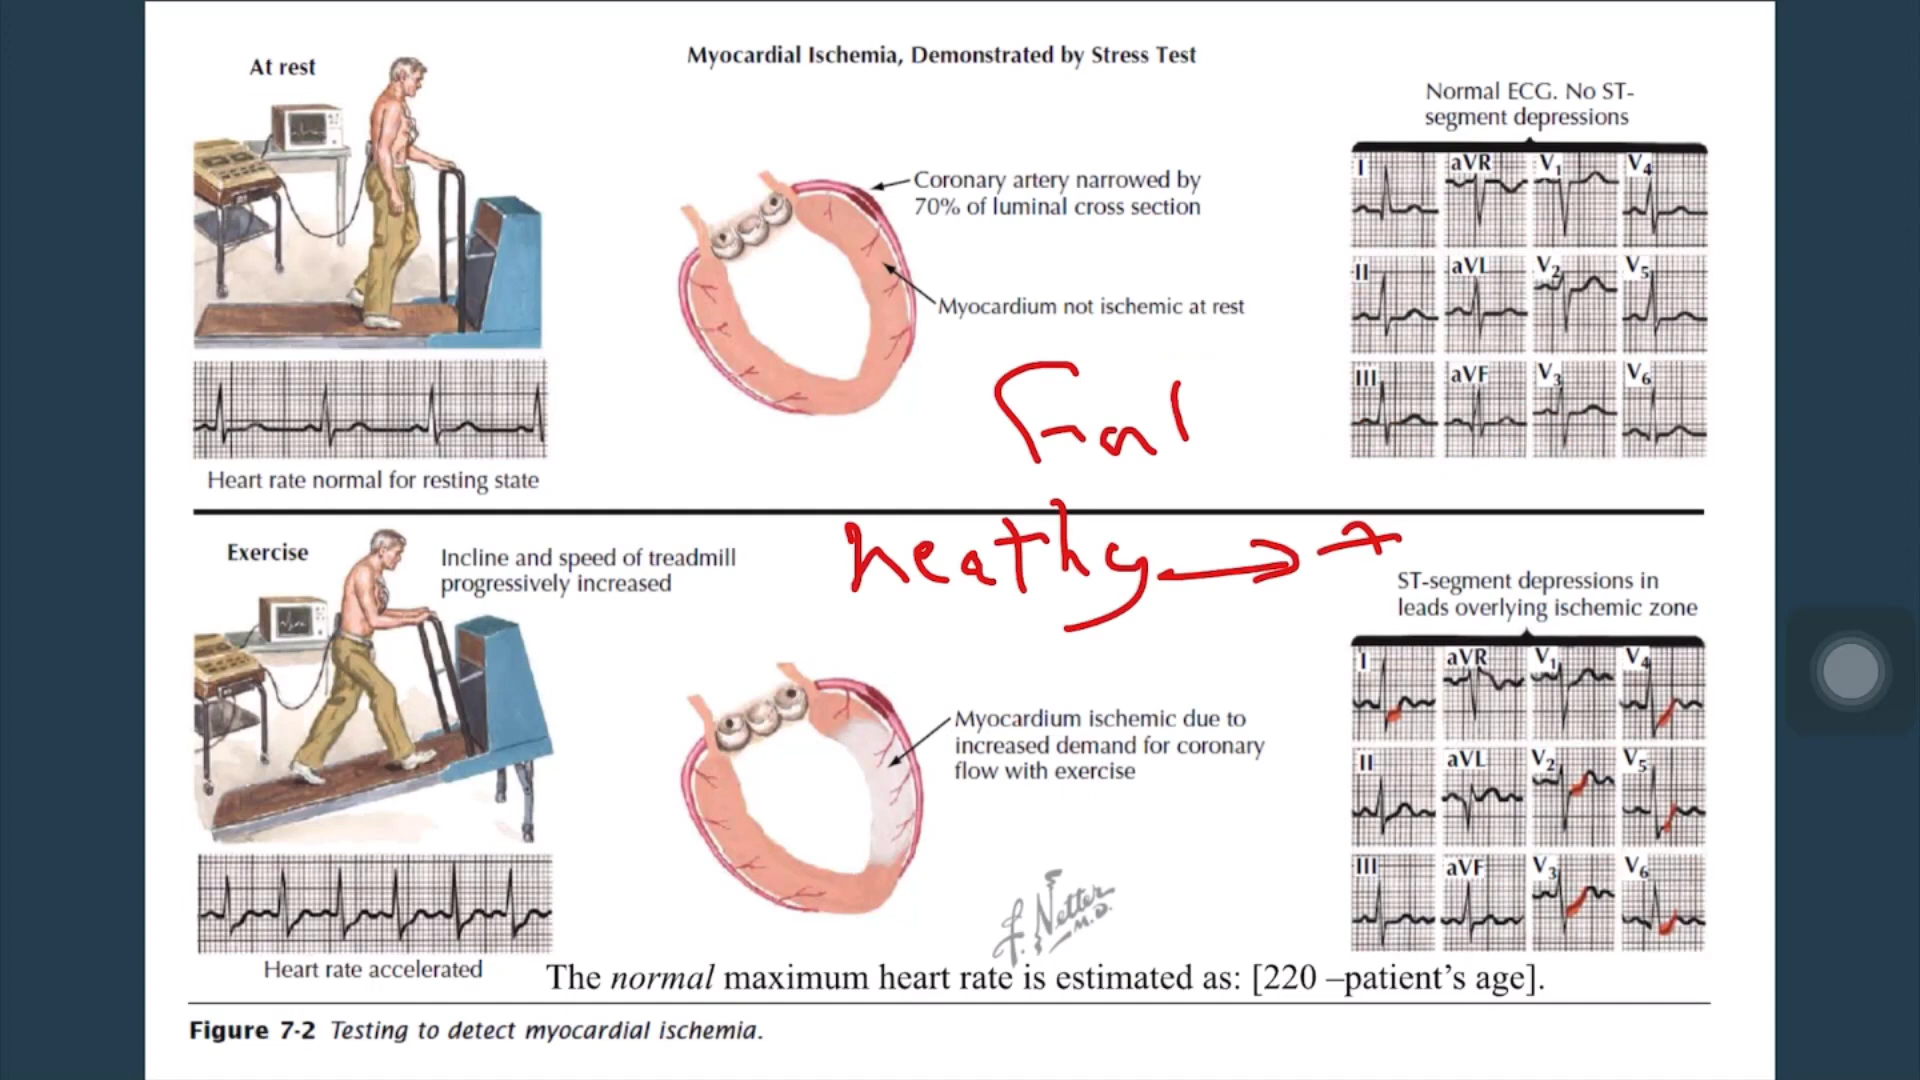 Myocardial Ischemia, Demonstrated by Stress Test
At rest
Coronary artery narrowed by
70% of luminal cross section
Myocardium not ischemic at rest
Heart rate normal for resting state
Normal ECG. No ST-
segment depressions
I aVR V1 V4
II aVL V2 V5
III aVF V3 V6
heathy
Exercise
Incline and speed of treadmill
progressively increased
Myocardium ischemic due to
increased demand for coronary
flow with exercise
Heart rate accelerated
ST-segment depressions in
leads overlying ischemic zone
I aVR V1 V4
II aVL V2 V5
III aVF V3 V6
F. Netter
M.D.
The normal maximum heart rate is estimated as: [220 –patient’s age].
Figure 7-2 Testing to detect myocardial ischemia.